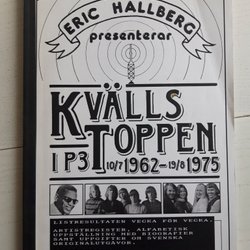 ERIC HALLBERG
presenterar
KVÄLLS
TOPPEN
I P3 10/7 1962-19/8 1975
LISTRESULTATEN VECKA FÖR VECKA.
ARTISTREGISTER, ALFABETISK
UPPSTÄLLNING MED BIOGRAFIER
SAMT UPPGIFTER OM SVENSKA
ORIGINALUTGÅVOR.